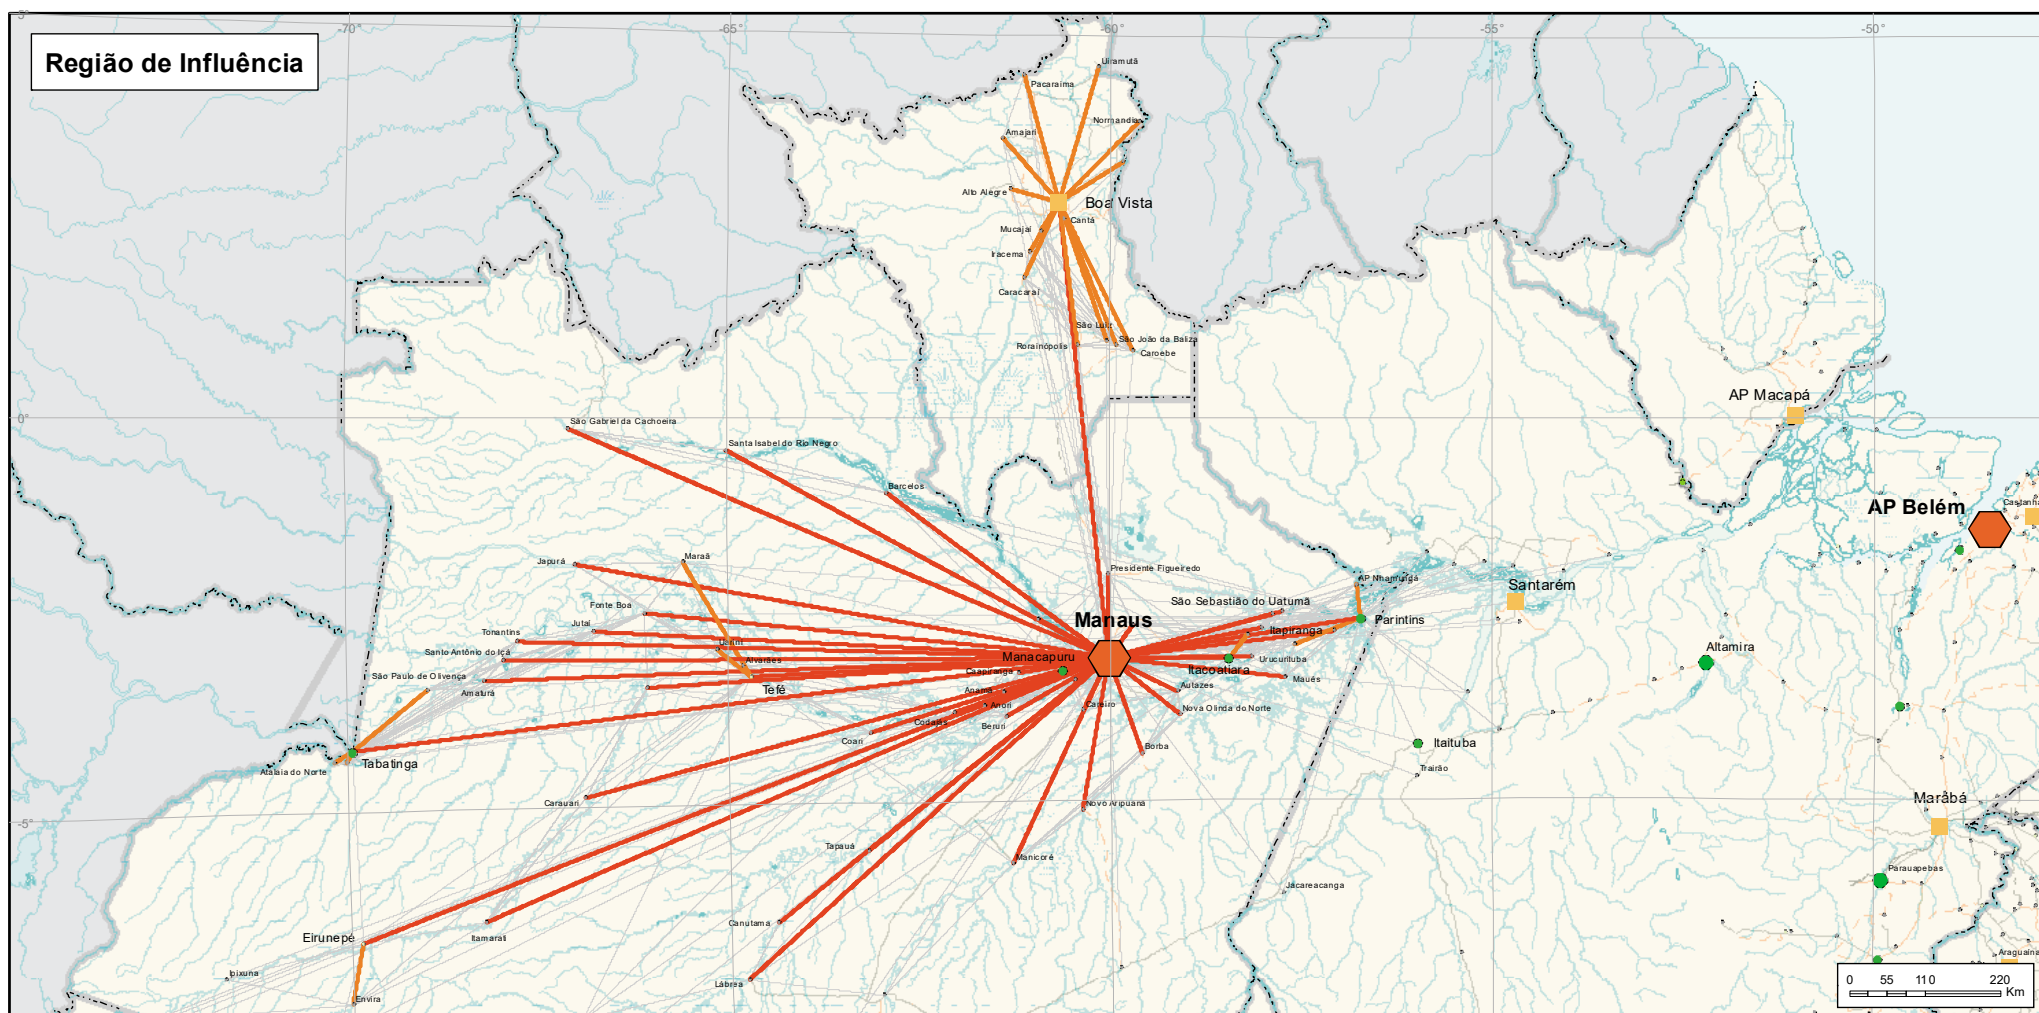 5°
-70°
-65°
-60°
-55°
-50°
Região de Influência
Uiramutã
Pacaraima
Normandia
Amajari
Alto Alegre
Boa Vista
Cantá
Mucajaí
Iracema
Caracaraí
São Luiz
São João da Baliza
Rorainópolis
Caroebe
AP Macapá
0°
São Gabriel da Cachoeira
Santa Isabel do Rio Negro
Barcelos
AP Belém
Castanhal
Maraã
Japurá
Presidente Figueiredo
AP Nhamundá
Santarém
Fonte Boa
São Sebastião do Uatumã
Jutaí
Manaus
Parintins
Tonantins
Itapiranga
Uarini
Santo Antônio do Içá
Alvarães
Manacapuru
Urucurituba
Altamira
Caapiranga
Itacoatiara
São Paulo de Olivença
Maués
Amaturá
Tefé
Anamã
Autazes
Anori
Careiro
Nova Olinda do Norte
Codajás
Beruri
Coari
Itaituba
Borba
Tabatinga
Atalaia do Norte
Trairão
Carauari
Marabá
Novo Aripuanã
-5°
Tapauá
Manicoré
Parauapebas
Jacareacanga
Canutama
Eirunepé
Itamarati
Araguaína
Ipixuna
Lábrea
Envira
0 55 110 220
Km